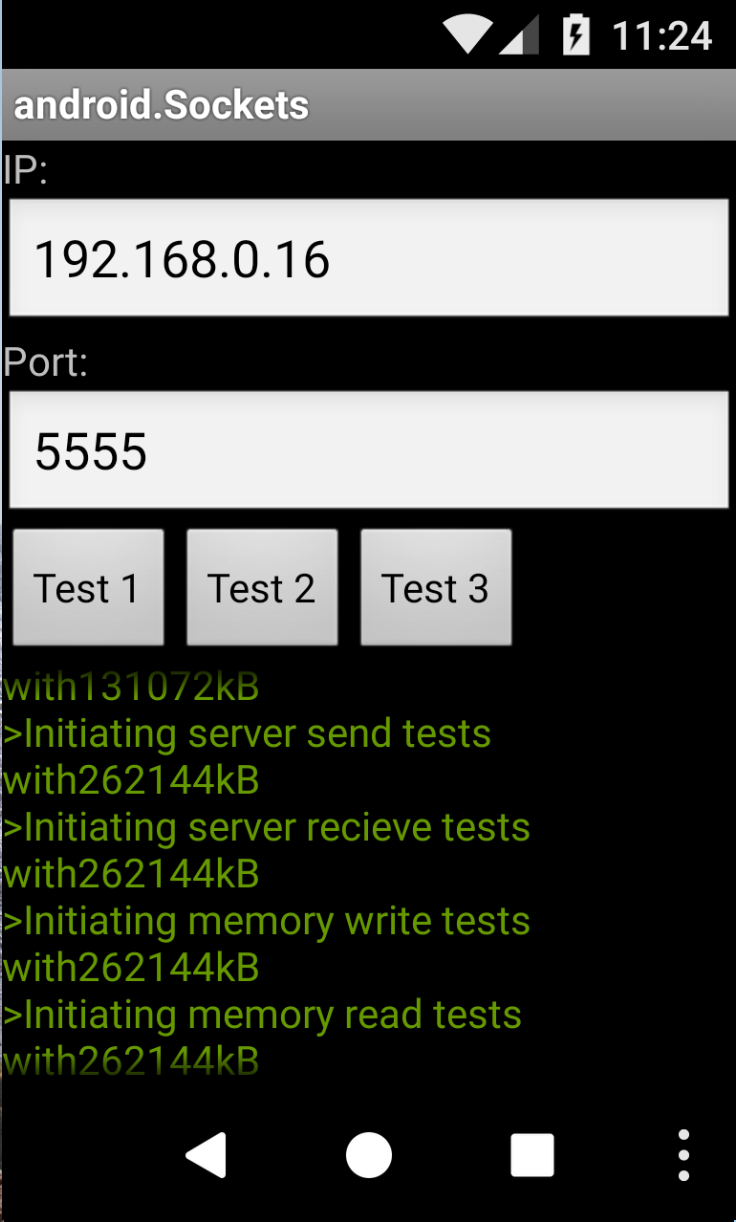 11:24
android.Sockets
IP:
192.168.0.16
Port:
5555
Test 1 Test 2 Test 3
with131072kB
>Initiating server send tests
with262144kB
>Initiating server recieve tests
with262144kB
>Initiating memory write tests
with262144kB
>Initiating memory read tests
with262144kB